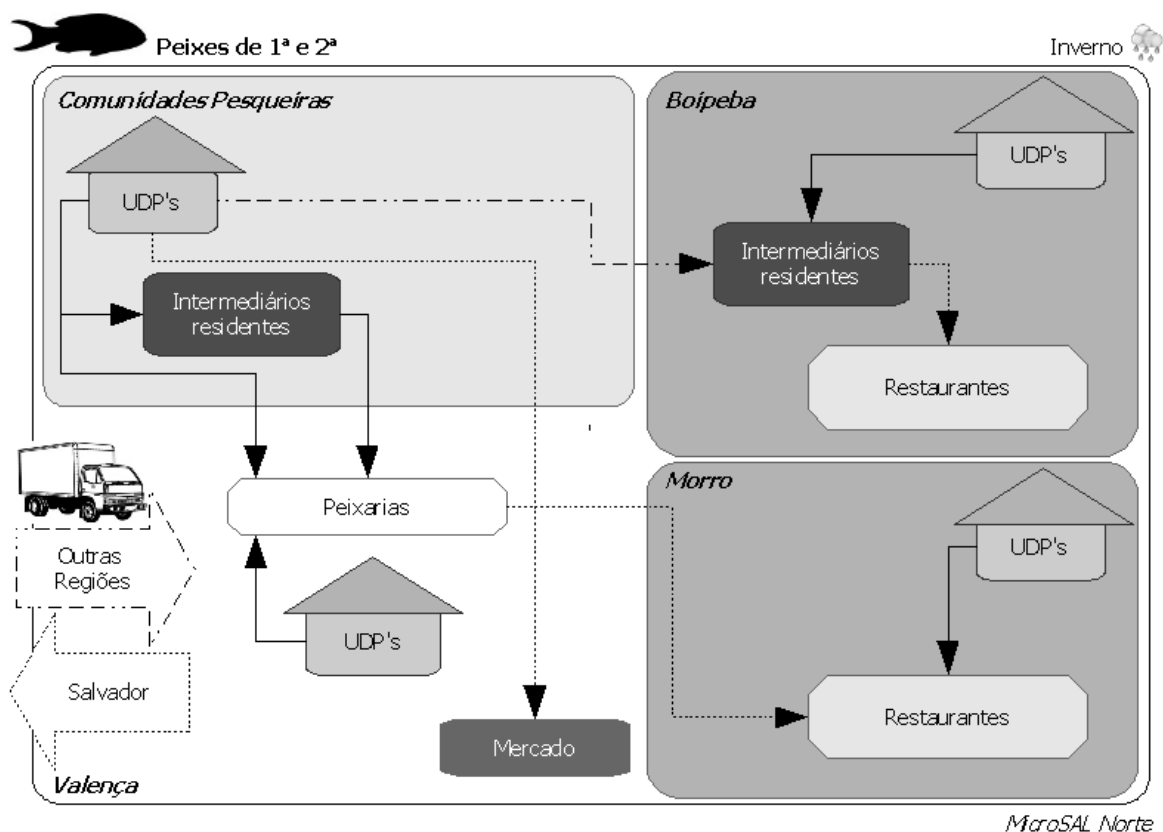 Peixes de 1ª e 2ª
Inverno
Comunidades Pesqueiras
UDP's
Intermediários
residentes
Boipeba
UDP's
Intermediários
residentes
Restaurantes
Peixarias
UDP's
Mercado
Morro
UDP's
Restaurantes
Outras
Regiões
Salvador
Valença
MicroSAL Norte